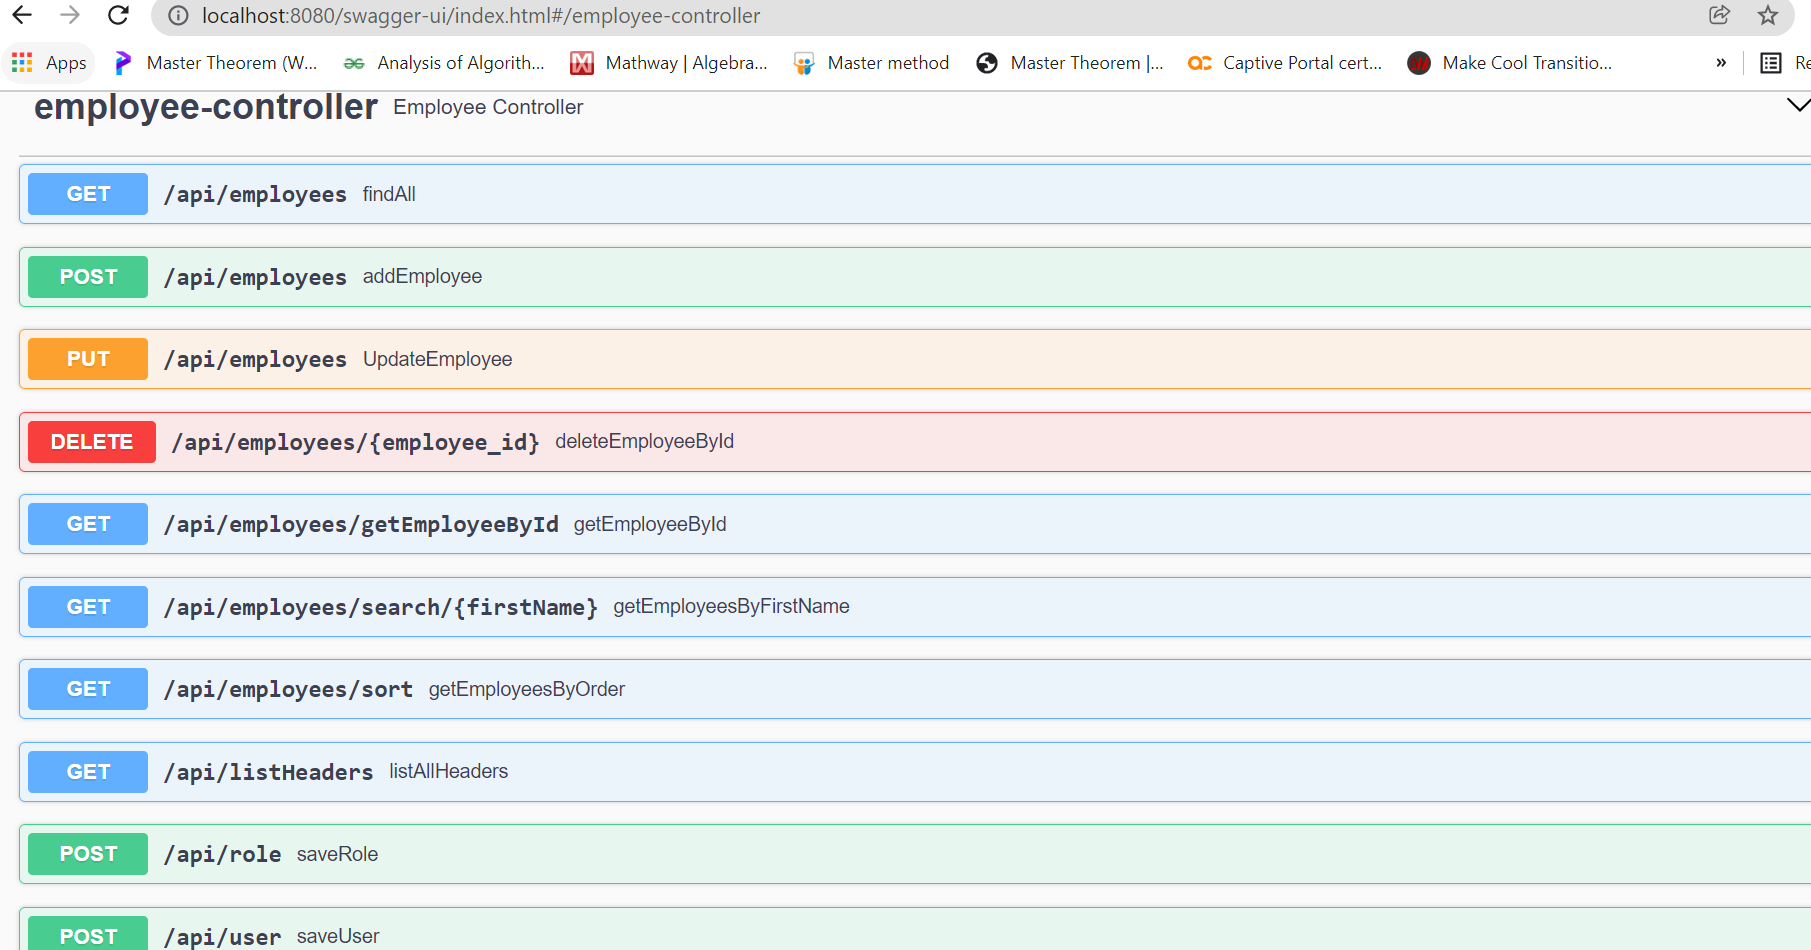 localhost:8080/swagger-ui/index.html#/employee-controller
Apps Master Theorem (W... Analysis of Algorith... Mathway | Algebra... Master method Master Theorem |... Captive Portal cert... Make Cool Transitio... » Re
employee-controller Employee Controller
GET /api/employees findAll
POST /api/employees addEmployee
PUT /api/employees UpdateEmployee
DELETE /api/employees/{employee_id} deleteEmployeeById
GET /api/employees/getEmployeeById getEmployeeById
GET /api/employees/search/{firstName} getEmployeesByFirstName
GET /api/employees/sort getEmployeesByOrder
GET /api/listHeaders listAllHeaders
POST /api/role saveRole
POST /api/user saveUser